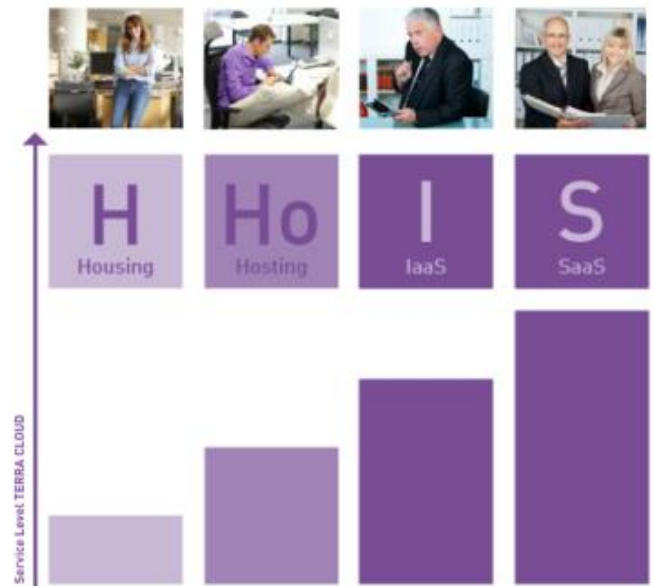 H
Housing
Ho
Hosting
I
IaaS
S
SaaS
Service Level TERRA CLOUD